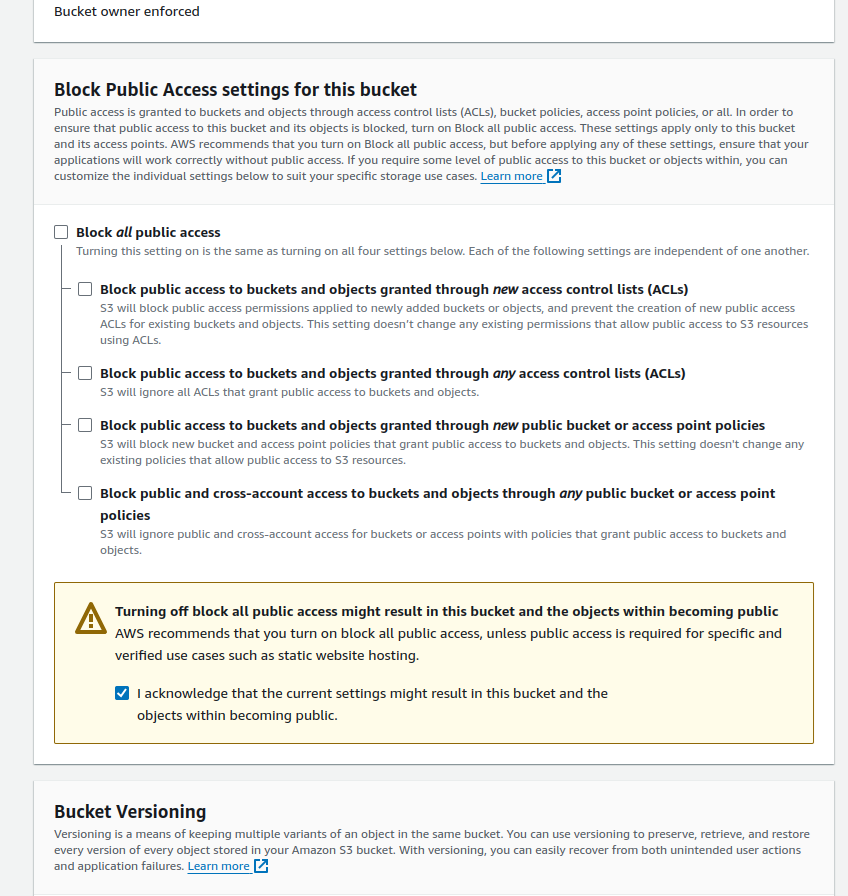 Bucket owner enforced
Block Public Access settings for this bucket
Public access is granted to buckets and objects through access control lists (ACLs), bucket policies, access point policies, or all. In order to
ensure that public access to this bucket and its objects is blocked, turn on Block all public access. These settings apply only to this bucket
and its access points. AWS recommends that you turn on Block all public access, but before applying any of these settings, ensure that your
applications will work correctly without public access. If you require some level of public access to this bucket or objects within, you can
customize the individual settings below to suit your specific storage use cases. Learn more
Block all public access
Turning this setting on is the same as turning on all four settings below. Each of the following settings are independent of one another.
Block public access to buckets and objects granted through new access control lists (ACLs)
S3 will block public access permissions applied to newly added buckets or objects, and prevent the creation of new public access
ACLs for existing buckets and objects. This setting doesn't change any existing permissions that allow public access to S3 resources
using ACLs.
Block public access to buckets and objects granted through any access control lists (ACLs)
S3 will ignore all ACLs that grant public access to buckets and objects.
Block public access to buckets and objects granted through new public bucket or access point policies
S3 will block new bucket and access point policies that grant public access to buckets and objects. This setting doesn't change any
existing policies that allow public access to S3 resources.
Block public and cross-account access to buckets and objects through any public bucket or access point
policies
S3 will ignore public and cross-account access for buckets or access points with policies that grant public access to buckets and
objects.
Turning off block all public access might result in this bucket and the objects within becoming public
AWS recommends that you turn on block all public access, unless public access is required for specific and
verified use cases such as static website hosting.
I acknowledge that the current settings might result in this bucket and the
objects within becoming public.
Bucket Versioning
Versioning is a means of keeping multiple variants of an object in the same bucket. You can use versioning to preserve, retrieve, and restore
every version of every object stored in your Amazon S3 bucket. With versioning, you can easily recover from both unintended user actions
and application failures. Learn more